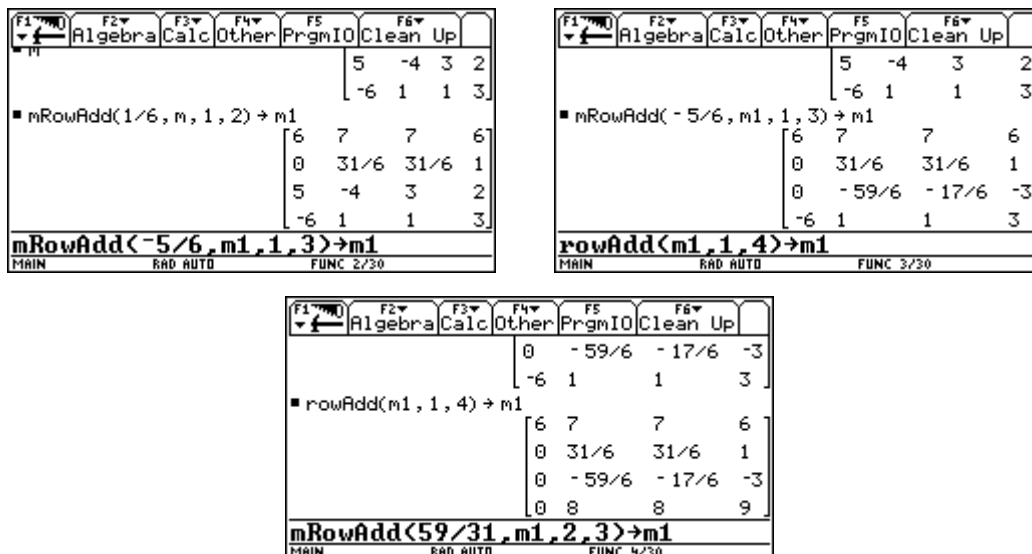 F1 F2 F3 F4 F5 F6
Algebra Calc Other PrgmIO Clean Up
▪ m
5 -4 3 2
-6 1 1 3
▪ mRowAdd(1/6, m, 1, 2) → m1
6 7 7 6
0 31/6 31/6 1
5 -4 3 2
-6 1 1 3
mRowAdd(-5/6,m1,1,3)→m1
MAIN RAD AUTO FUNC 2/30
F1 F2 F3 F4 F5 F6
Algebra Calc Other PrgmIO Clean Up
5 -4 3 2
-6 1 1 3
▪ mRowAdd(-5/6, m1, 1, 3) → m1
6 7 7 6
0 31/6 31/6 1
0 -59/6 -17/6 -3
-6 1 1 3
rowAdd(m1,1,4)→m1
MAIN RAD AUTO FUNC 3/30
F1 F2 F3 F4 F5 F6
Algebra Calc Other PrgmIO Clean Up
0 -59/6 -17/6 -3
-6 1 1 3
▪ rowAdd(m1, 1, 4) → m1
6 7 7 6
0 31/6 31/6 1
0 -59/6 -17/6 -3
0 8 8 9
mRowAdd(59/31,m1,2,3)→m1
MAIN RAD AUTO FUNC 4/30